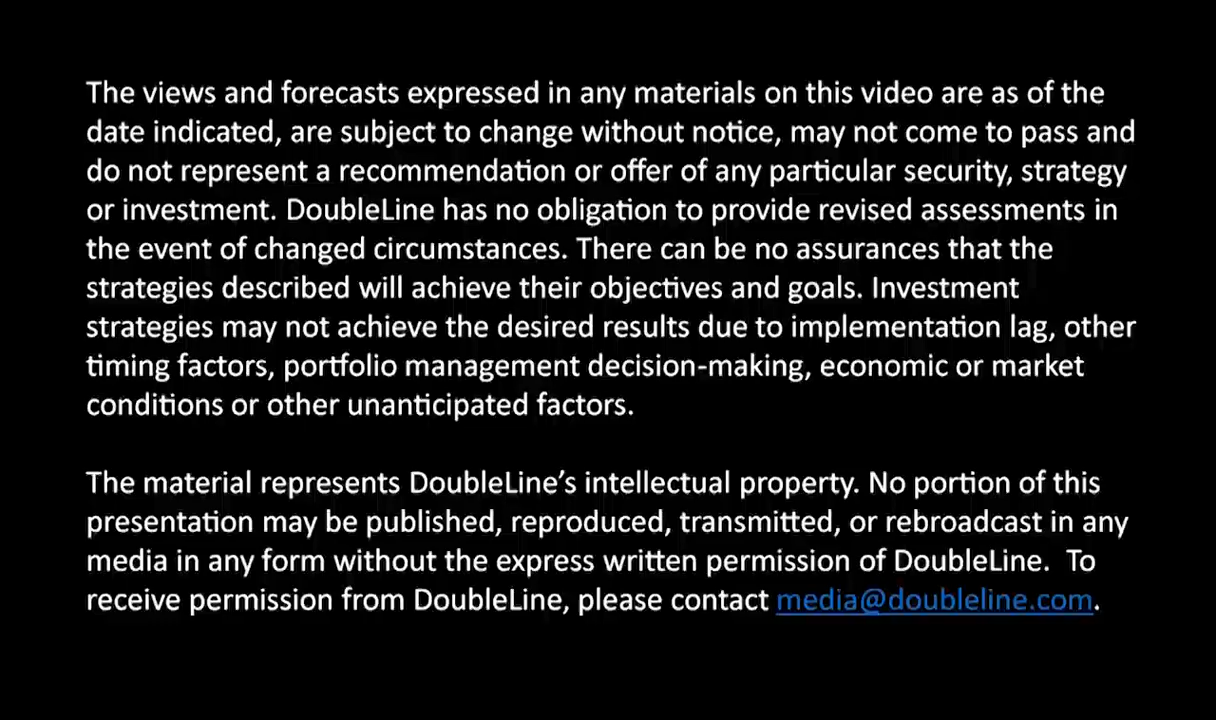 The views and forecasts expressed in any materials on this video are as of the
date indicated, are subject to change without notice, may not come to pass and
do not represent a recommendation or offer of any particular security, strategy
or investment. DoubleLine has no obligation to provide revised assessments in
the event of changed circumstances. There can be no assurances that the
strategies described will achieve their objectives and goals. Investment
strategies may not achieve the desired results due to implementation lag, other
timing factors, portfolio management decision-making, economic or market
conditions or other unanticipated factors.
The material represents DoubleLine’s intellectual property. No portion of this
presentation may be published, reproduced, transmitted, or rebroadcast in any
media in any form without the express written permission of DoubleLine.  To
receive permission from DoubleLine, please contact media@doubleline.com.